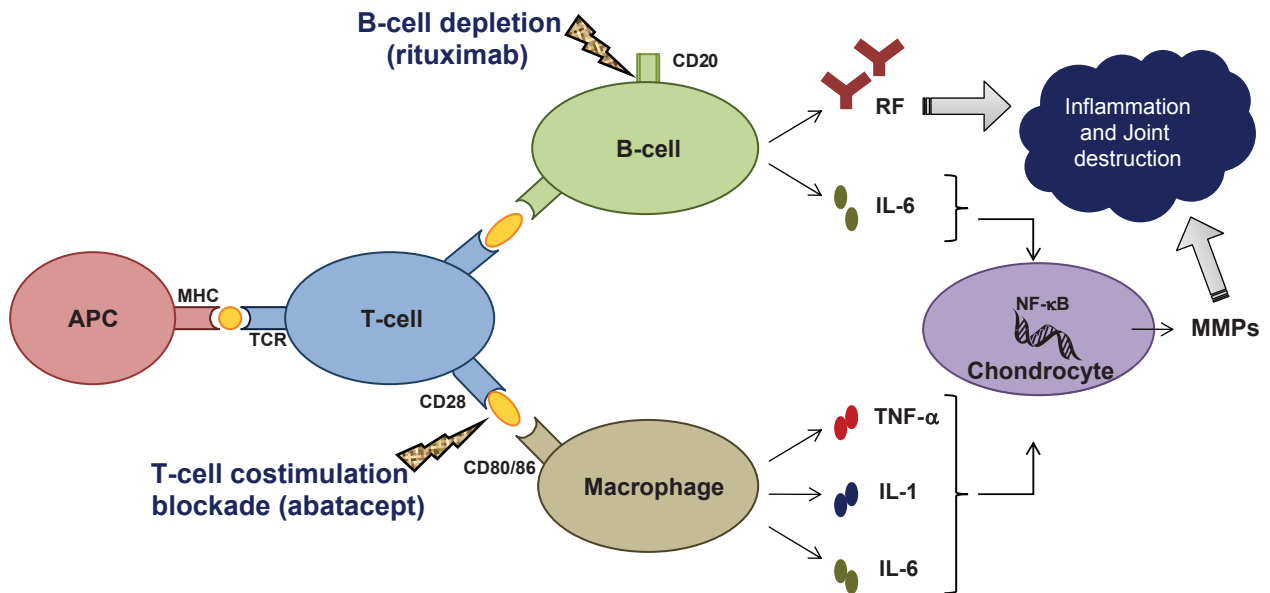 B-cell depletion
(rituximab)
CD20
B-cell
RF
Inflammation
and Joint
destruction
IL-6
MHC
APC
TCR
T-cell
NF-κB
Chondrocyte
MMPs
CD28
CD80/86
T-cell costimulation
blockade (abatacept)
Macrophage
TNF-α
IL-1
IL-6